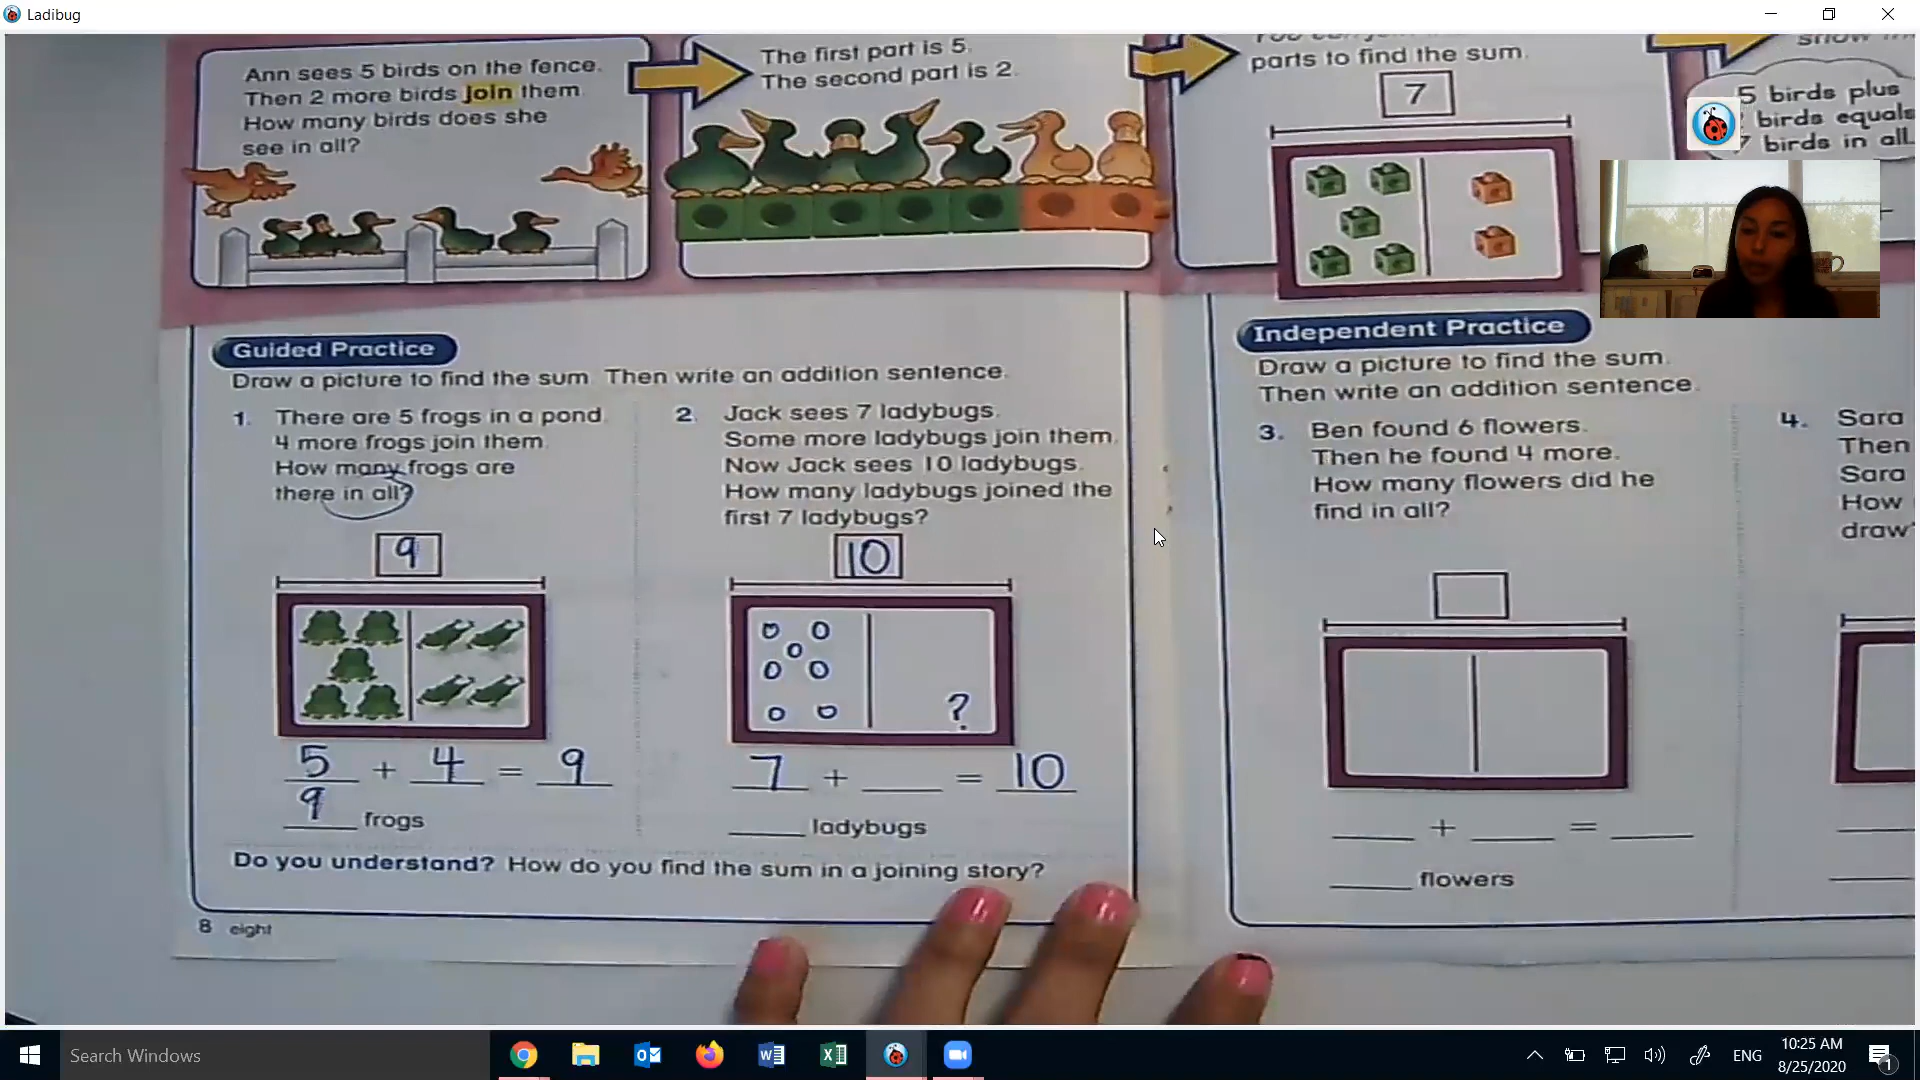 Ladibug
Ann sees 5 birds on the fence.
Then 2 more birds join them
How many birds does she
see in all?
The first part is 5.
The second part is 2.
parts to find the sum.
7
5 birds plus
birds equals
7 birds in all.
Guided Practice
Draw a picture to find the sum Then write an addition sentence.
1. There are 5 frogs in a pond.
4 more frogs join them.
How many frogs are
there in all?
9
5 + 4 = 9
9 frogs
2. Jack sees 7 ladybugs.
Some more ladybugs join them.
Now Jack sees 10 ladybugs.
How many ladybugs joined the
first 7 ladybugs?
10
?
7 + ____ = 10
____ ladybugs
Do you understand? How do you find the sum in a joining story?
8 eight
Independent Practice
Draw a picture to find the sum.
Then write an addition sentence.
3. Ben found 6 flowers.
Then he found 4 more.
How many flowers did he
find in all?
____ + ____ = ____
____ flowers
4. Sara
Then
Sara
How
draw
Search Windows
ENG
10:25 AM
8/25/2020
1